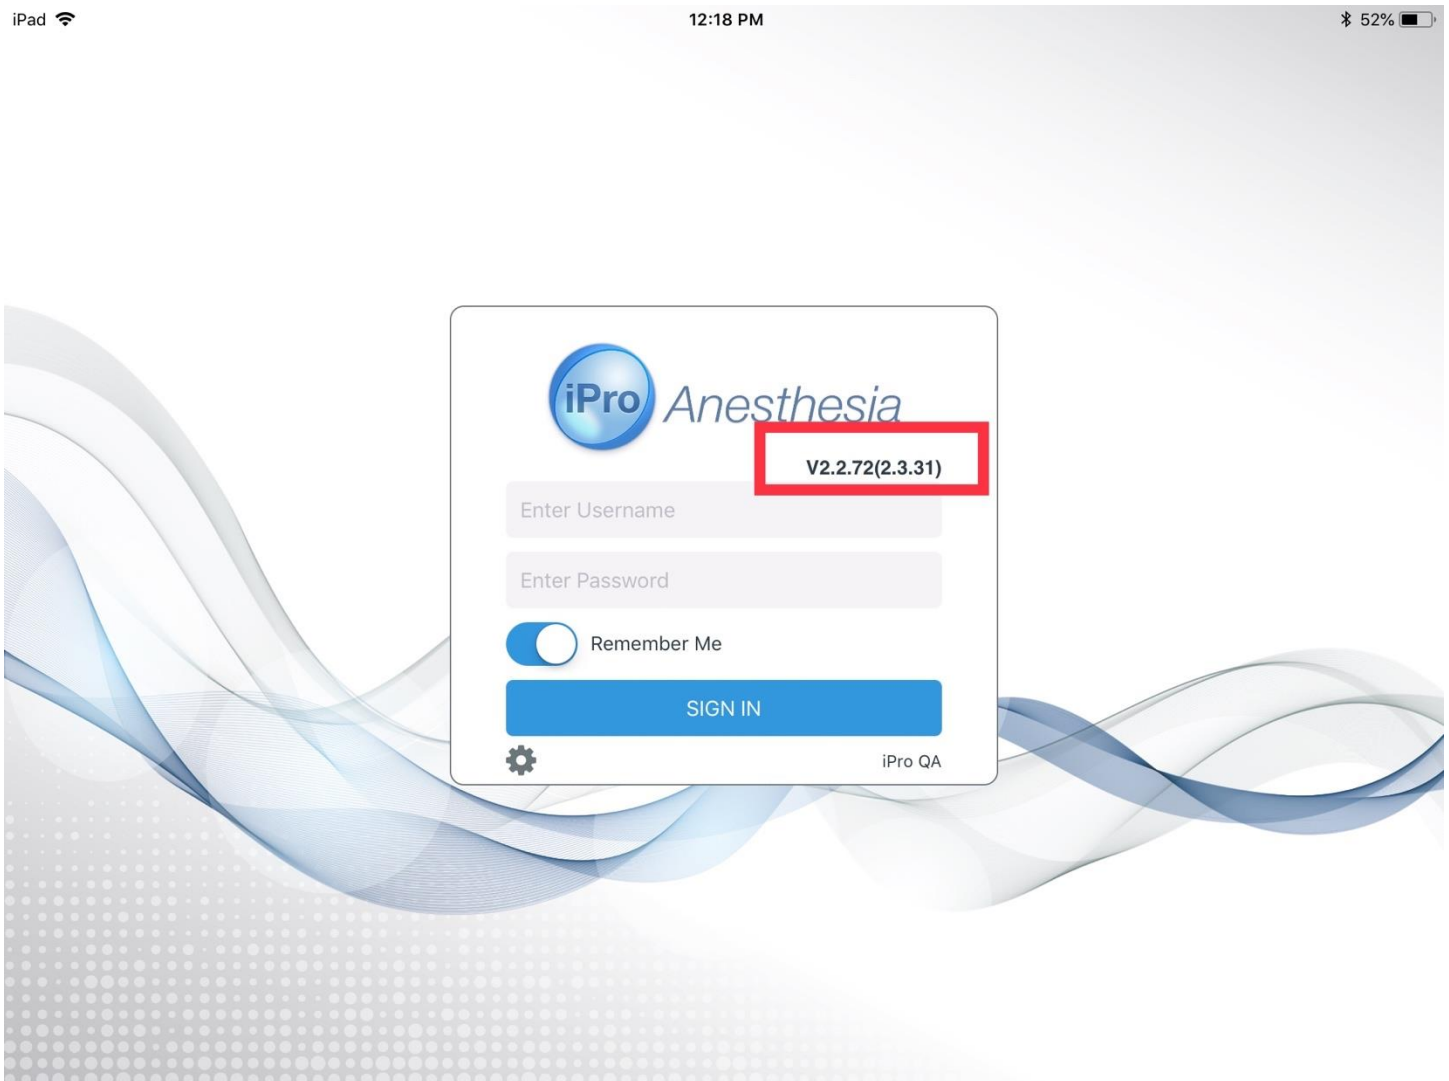 iPad 12:18 PM 52%
iPro Anesthesia
V2.2.72(2.3.31)
Enter Username
Enter Password
Remember Me
SIGN IN
iPro QA